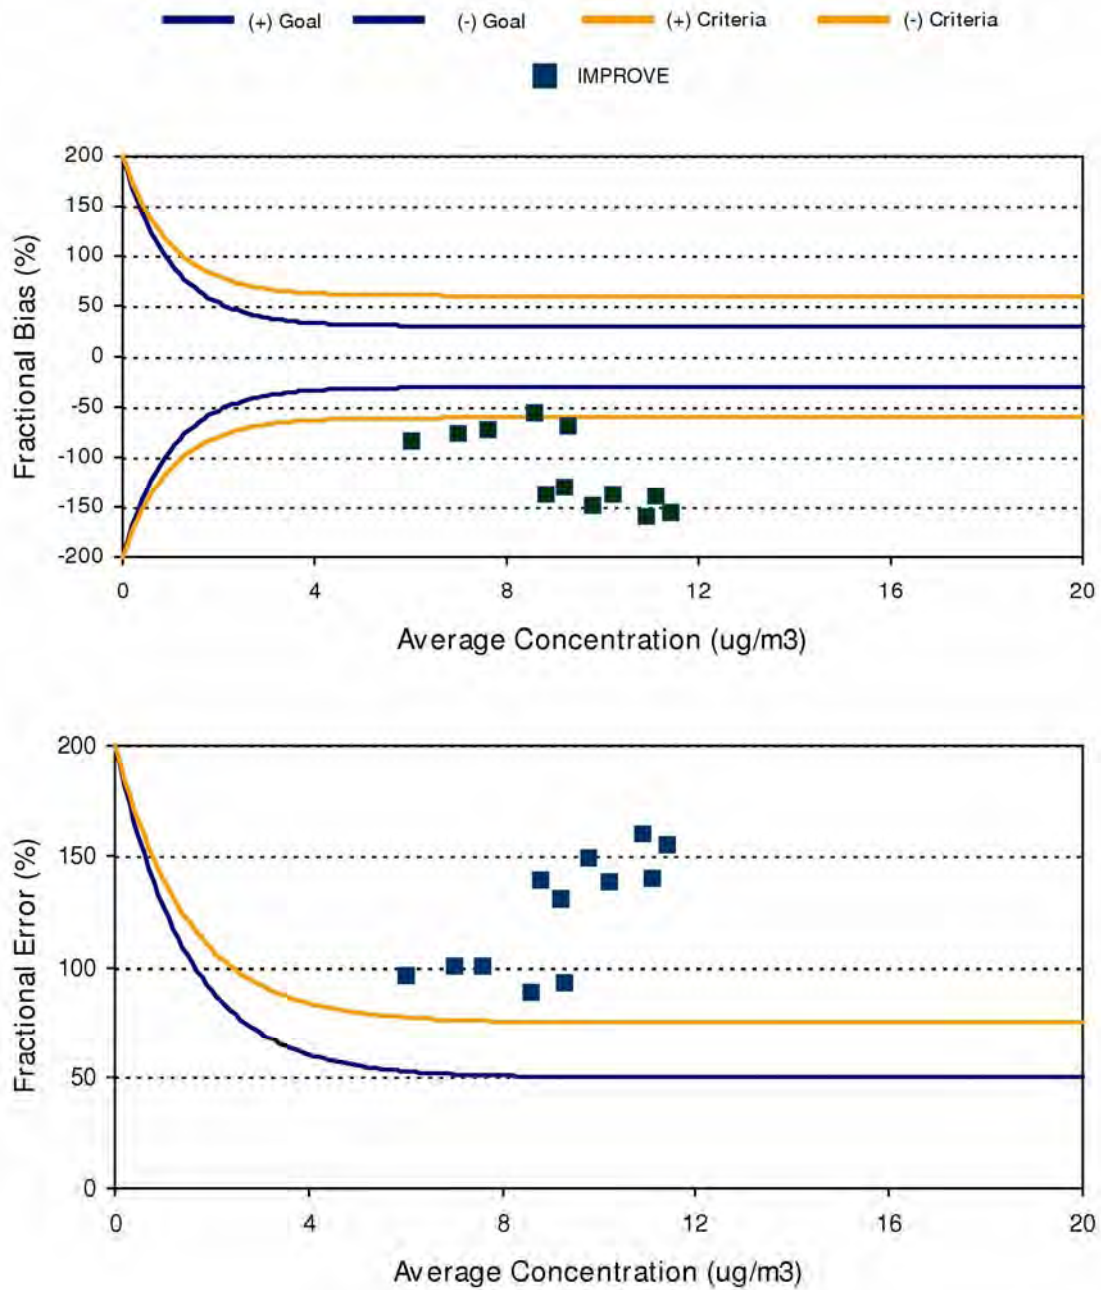 (+) Goal (-) Goal (+) Criteria (-) Criteria
IMPROVE
200
150
100
50
0
-50
-100
-150
-200
Fractional Bias (%)
0 4 8 12 16 20
Average Concentration (ug/m3)
200
150
100
50
0
Fractional Error (%)
0 4 8 12 16 20
Average Concentration (ug/m3)